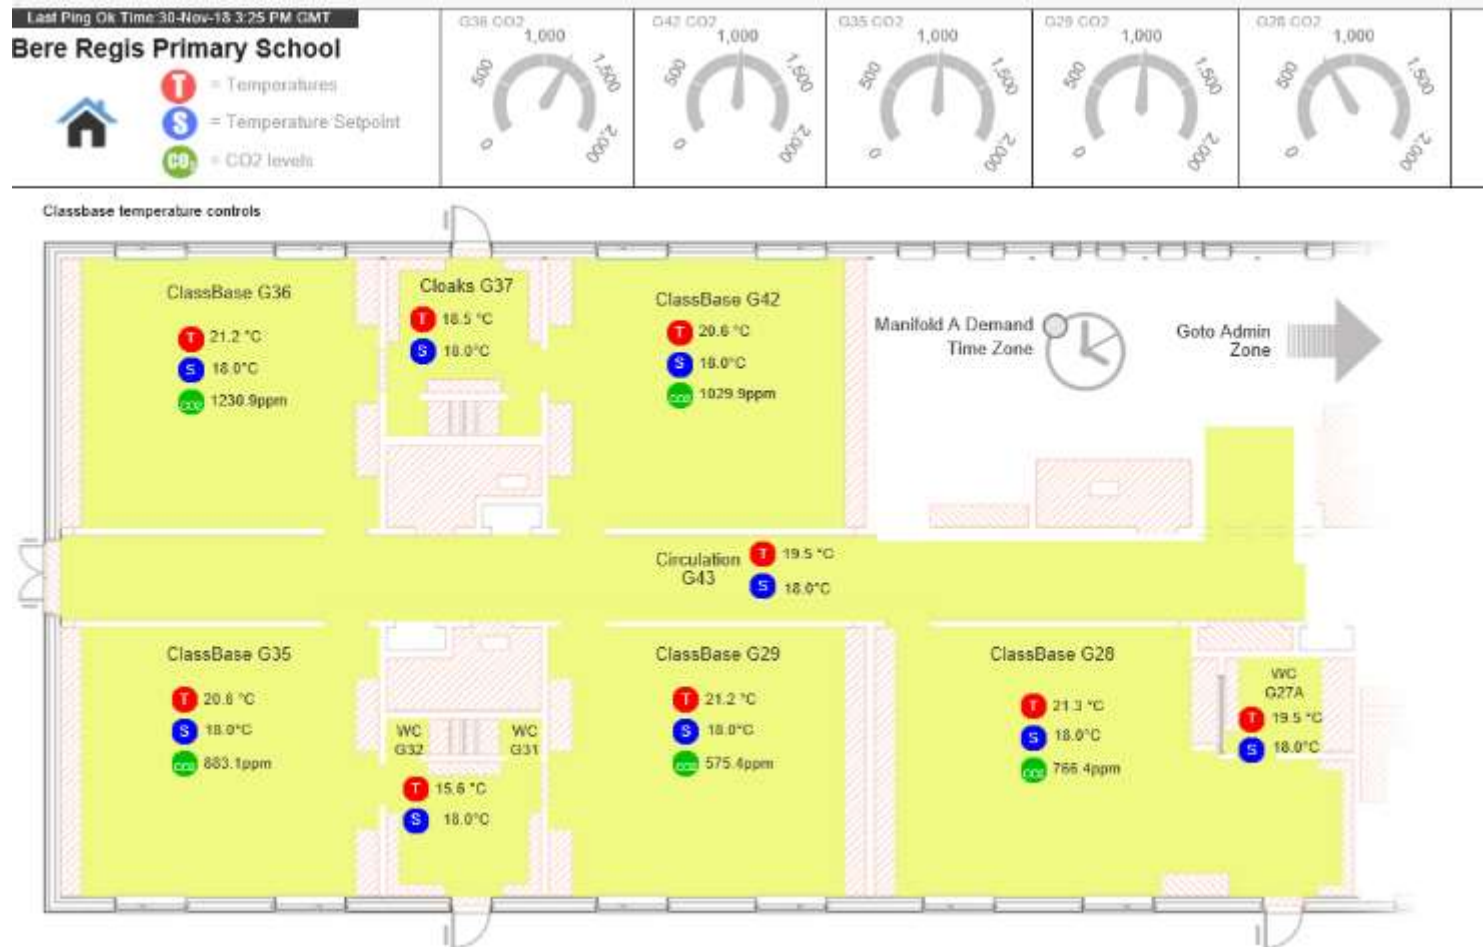 Last Ping Ok Time:30-Nov-18 3:25 PM GMT
Bere Regis Primary School
T = Temperatures
S = Temperature Setpoint
CO2 = CO2 levels
G36 CO2
0
500
1,000
1,500
2,000
G42 CO2
0
500
1,000
1,500
2,000
G35 CO2
0
500
1,000
1,500
2,000
G29 CO2
0
500
1,000
1,500
2,000
G28 CO2
0
500
1,000
1,500
2,000
Classbase temperature controls
ClassBase G36
T 21.2 °C
S 18.0°C
CO2 1230.9ppm
Cloaks G37
T 18.5 °C
S 18.0°C
ClassBase G42
T 20.6 °C
S 18.0°C
CO2 1029.9ppm
Manifold A Demand
Time Zone
Goto Admin
Zone
Circulation
G43
T 19.5 °C
S 18.0°C
ClassBase G35
T 20.6 °C
S 18.0°C
CO2 883.1ppm
WC
G32
WC
G31
T 15.6 °C
S 18.0°C
ClassBase G29
T 21.2 °C
S 18.0°C
CO2 575.4ppm
ClassBase G28
T 21.3 °C
S 18.0°C
CO2 766.4ppm
WC
G27A
T 19.5 °C
S 18.0°C